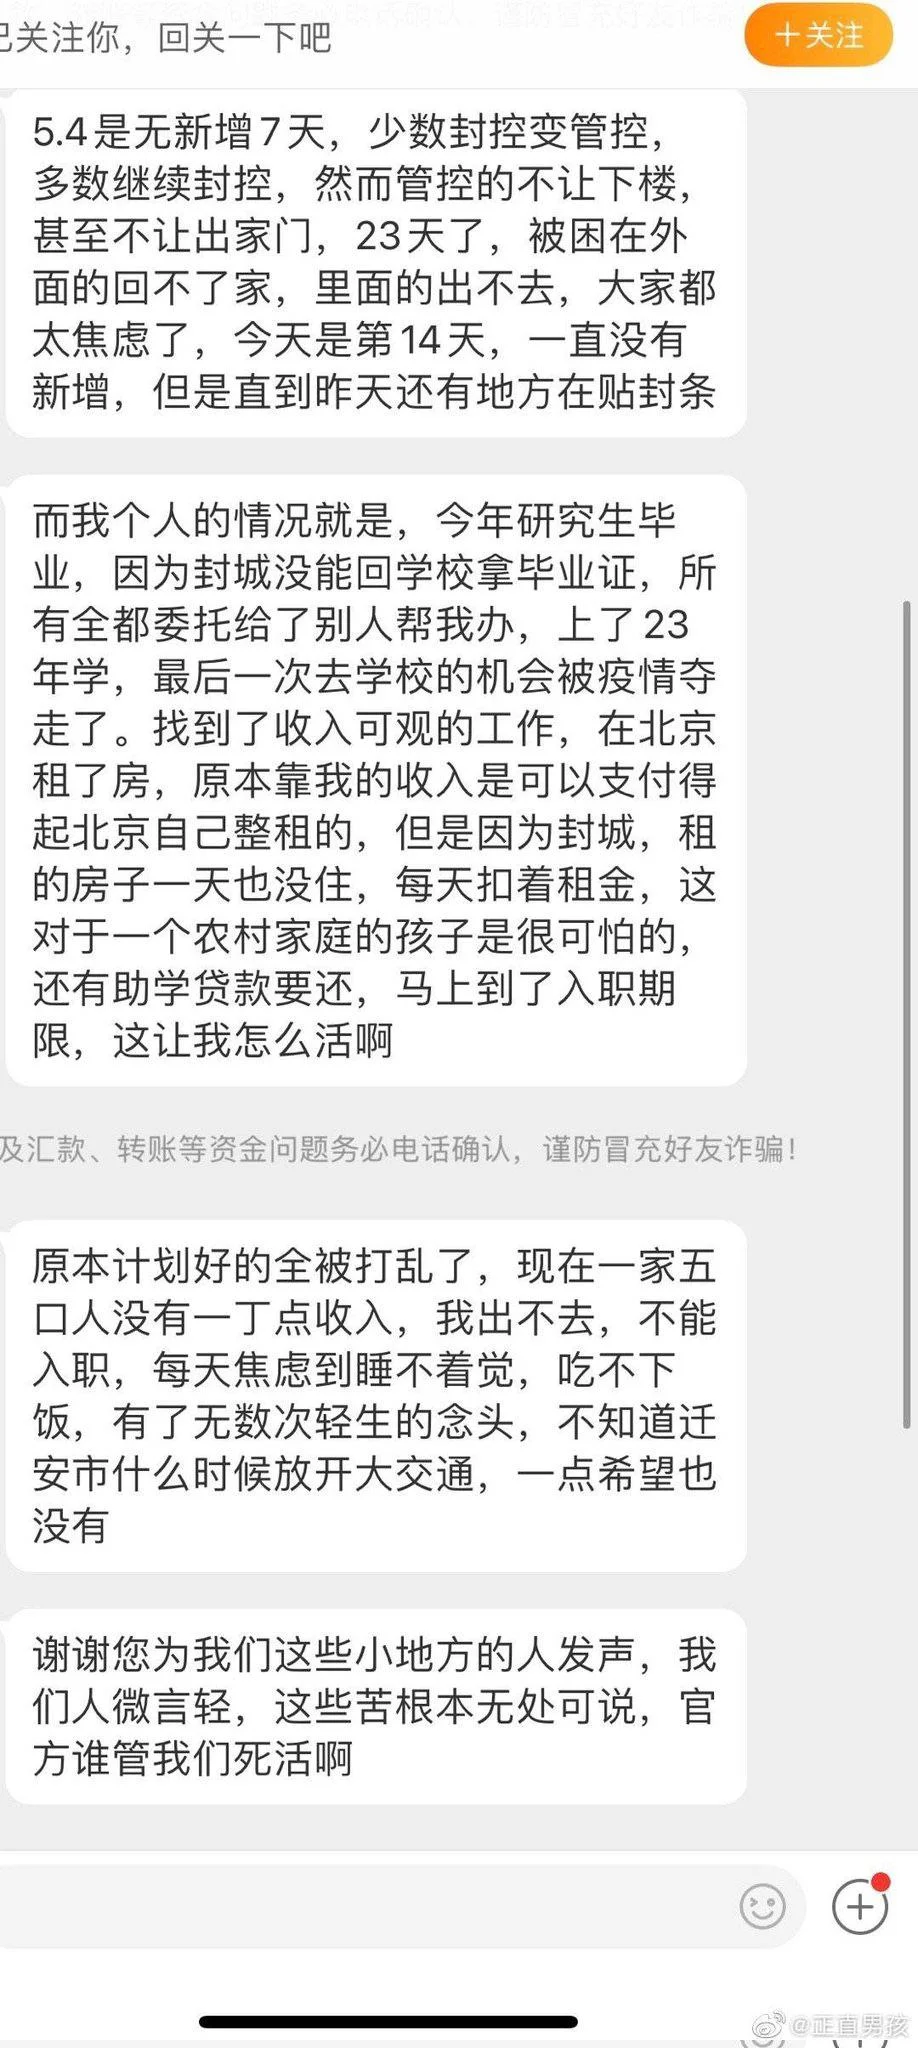 已关注你，回关一下吧
＋关注
5.4是无新增7天，少数封控变管控，
多数继续封控，然而管控的不让下楼，
甚至不让出家门，23天了，被困在外
面的回不了家，里面的出不去，大家都
太焦虑了，今天是第14天，一直没有
新增，但是直到昨天还有地方在贴封条
而我个人的情况就是，今年研究生毕
业，因为封城没能回学校拿毕业证，所
有全都委托给了别人帮我办，上了23
年学，最后一次去学校的机会被疫情夺
走了。找到了收入可观的工作，在北京
租了房，原本靠我的收入是可以支付得
起北京自己整租的，但是因为封城，租
的房子一天也没住，每天扣着租金，这
对于一个农村家庭的孩子是很可怕的，
还有助学贷款要还，马上到了入职期
限，这让我怎么活啊
及汇款、转账等资金问题务必电话确认，谨防冒充好友诈骗！
原本计划好的全被打乱了，现在一家五
口人没有一丁点收入，我出不去，不能
入职，每天焦虑到睡不着觉，吃不下
饭，有了无数次轻生的念头，不知道迁
安市什么时候放开大交通，一点希望也
没有
谢谢您为我们这些小地方的人发声，我
们人微言轻，这些苦根本无处可说，官
方谁管我们死活啊
@正直男孩